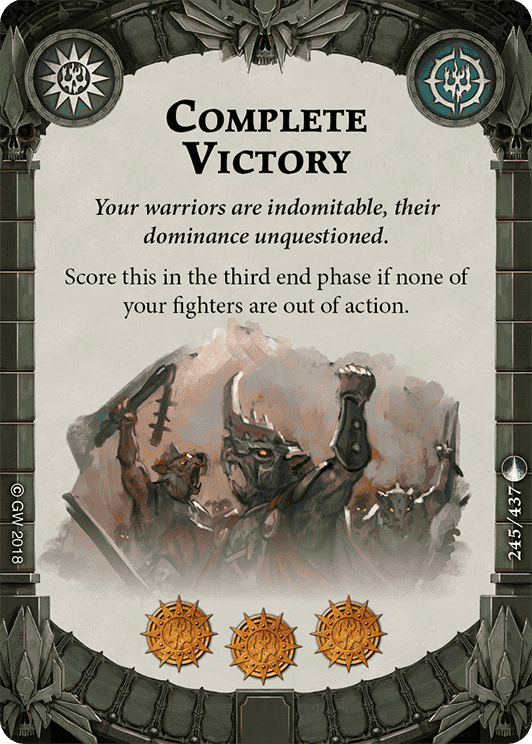 Complete
Victory
Your warriors are indomitable, their
dominance unquestioned.
Score this in the third end phase if none of
your fighters are out of action.
©GW 2018
245/437